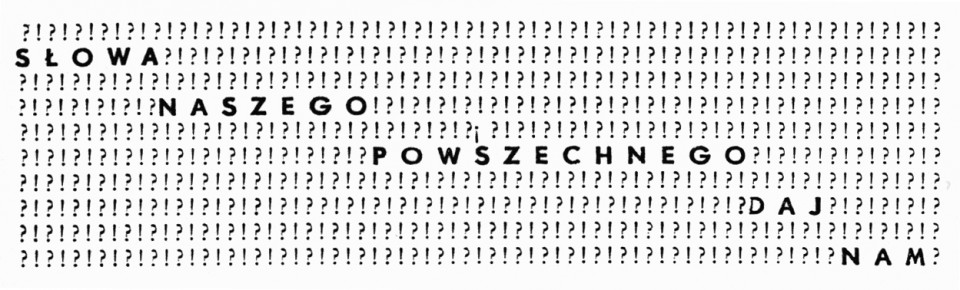 ?!?!?!?!?!?!?!?!?!?!?!?!?!?!?!?!?!?!?!?!?!?!?!?!?!?!?!?!?!?!?!?!?!?!?!?
SŁOWA!?!?!?!?!?!?!?!?!?!?!?!?!?!?!?!?!?!?!?!?!?!?!?!?!?!?!?!?!?
?!?!?!?!?!?!?!?!?!?!?!?!?!?!?!?!?!?!?!?!?!?!?!?!?!?!?!?!?!?!?!?!?!?!?!?
?!?!?!?!?!?NASZEGO!?!?!?!?!?!?!?!?!?!?!?!?!?!?!?!?!?!?!?!?!?!?
?!?!?!?!?!?!?!?!?!?!?!?!?!?!?!?!?!?i?!?!?!?!?!?!?!?!?!?!?!?!?!?!?!?!?!?
?!?!?!?!?!?!?!?!?!?!?!?!?!?POWSZECHNEGO?!?!?!?!?!?!?!?
?!?!?!?!?!?!?!?!?!?!?!?!?!?!?!?!?!?!?!?!?!?!?!?!?!?!?!?!?!?!?!?!?!?!?!?
?!?!?!?!?!?!?!?!?!?!?!?!?!?!?!?!?!?!?!?!?!?!?!?!?!?!?!?DAJ?!?!?!?!?
?!?!?!?!?!?!?!?!?!?!?!?!?!?!?!?!?!?!?!?!?!?!?!?!?!?!?!?!?!?!?!?!?!?!?!?
?!?!?!?!?!?!?!?!?!?!?!?!?!?!?!?!?!?!?!?!?!?!?!?!?!?!?!?!?!?!?!?NAM?